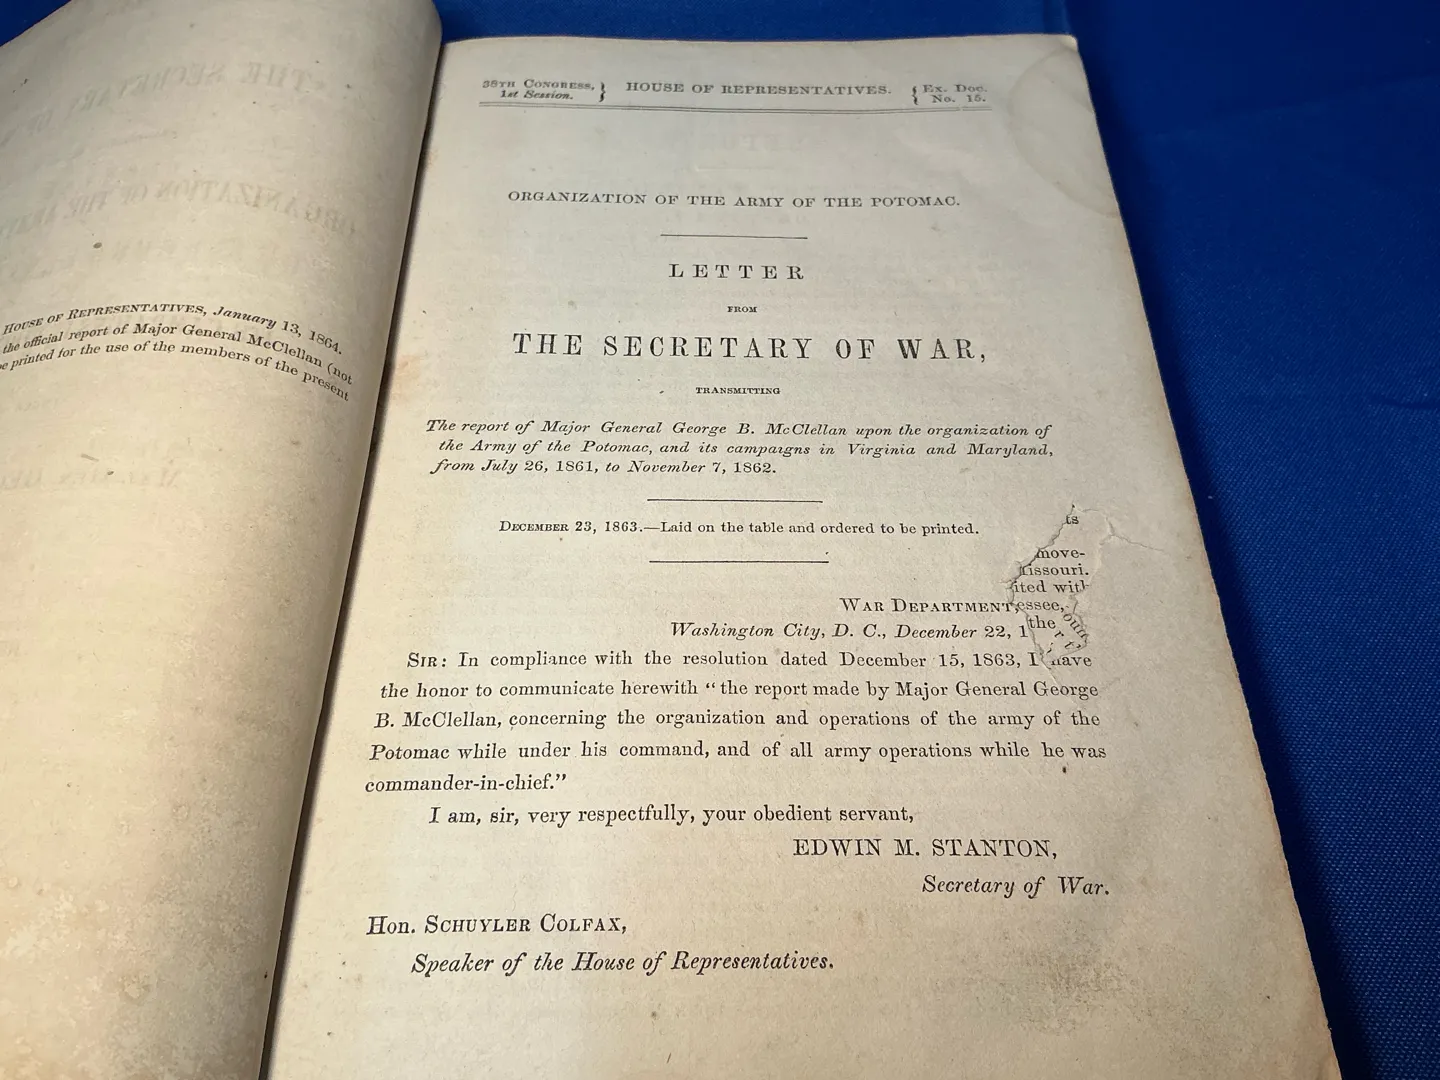 House of Representatives, January 13, 1864.
the official report of Major General McClellan (not
printed for the use of the members of the present
38th Congress, } HOUSE OF REPRESENTATIVES. { Ex. Doc.
1st Session. } { No. 15.
ORGANIZATION OF THE ARMY OF THE POTOMAC.
LETTER
FROM
THE SECRETARY OF WAR,
TRANSMITTING
The report of Major General George B. McClellan upon the organization of
the Army of the Potomac, and its campaigns in Virginia and Maryland,
from July 26, 1861, to November 7, 1862.
December 23, 1863.—Laid on the table and ordered to be printed.
ts
move-
issouri.
ited with
War Department, essee,
Washington City, D. C., December 22, 1 the
Sir: In compliance with the resolution dated December 15, 1863, I have
the honor to communicate herewith "the report made by Major General George
B. McClellan, concerning the organization and operations of the army of the
Potomac while under his command, and of all army operations while he was
commander-in-chief."
I am, sir, very respectfully, your obedient servant,
EDWIN M. STANTON,
Secretary of War.
Hon. Schuyler Colfax,
Speaker of the House of Representatives.